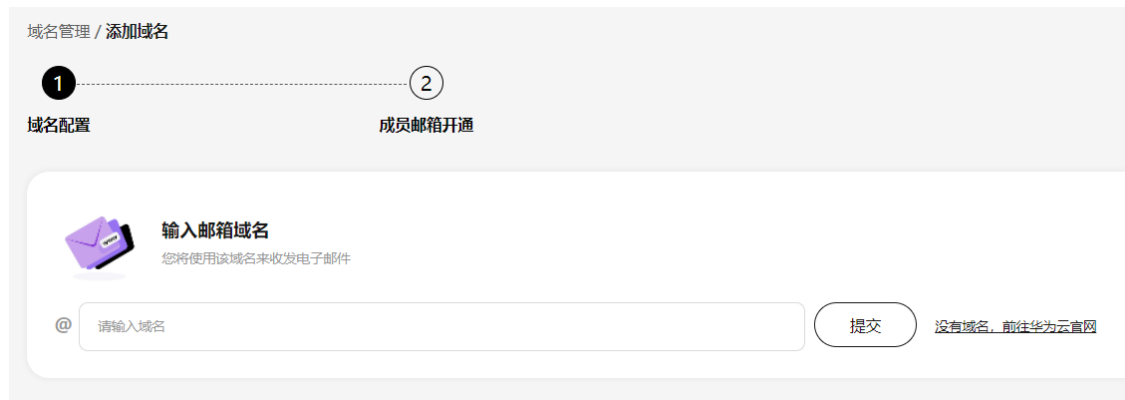 域名管理 / 添加域名
1
2
域名配置
成员邮箱开通
输入邮箱域名
您将使用该域名来收发电子邮件
@ 请输入域名
提交
没有域名，前往华为云官网